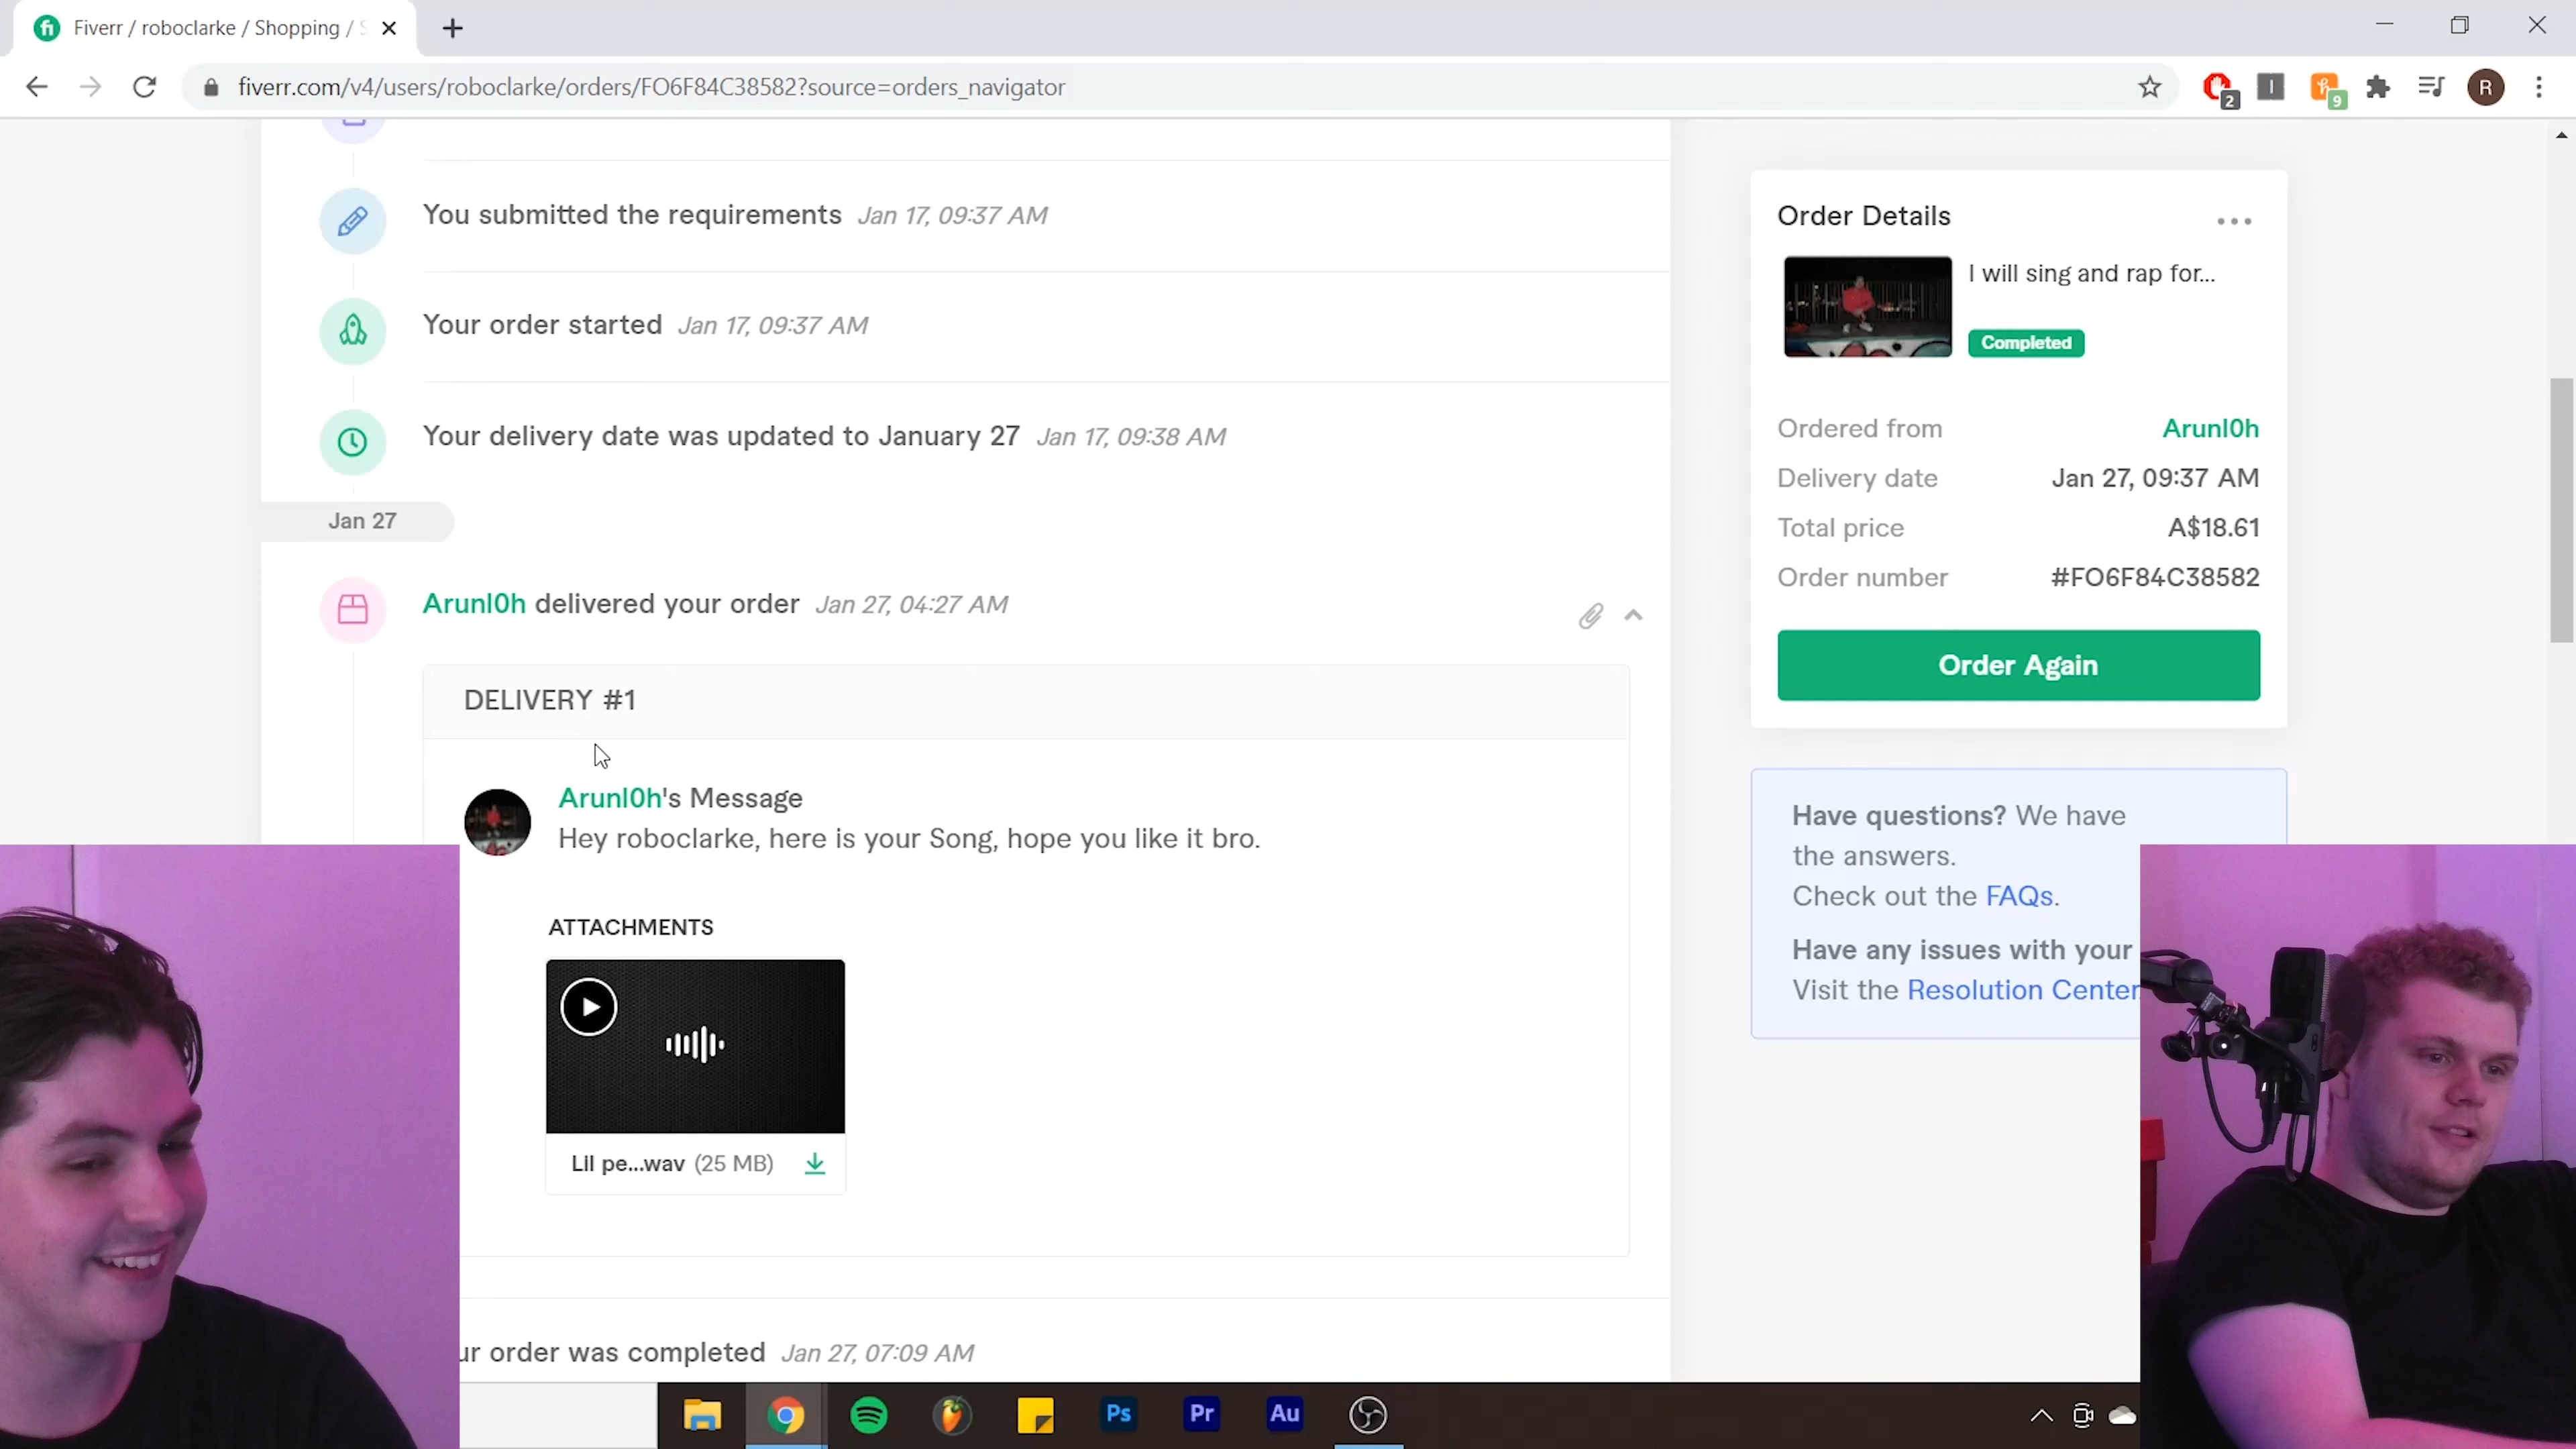 Fiverr / roboclarke / Shopping /
fiverr.com/v4/users/roboclarke/orders/FO6F84C38582?source=orders_navigator
2
9
R
You submitted the requirements Jan 17, 09:37 AM
Your order started Jan 17, 09:37 AM
Your delivery date was updated to January 27 Jan 17, 09:38 AM
Jan 27
Arunl0h delivered your order Jan 27, 04:27 AM
DELIVERY #1
Arunl0h's Message
Hey roboclarke, here is your Song, hope you like it bro.
ATTACHMENTS
Lil pe...wav (25 MB)
ur order was completed Jan 27, 07:09 AM
Order Details
I will sing and rap for...
Completed
Ordered from Arunl0h
Delivery date Jan 27, 09:37 AM
Total price A$18.61
Order number #FO6F84C38582
Order Again
Have questions? We have
the answers.
Check out the FAQs.
Have any issues with your
Visit the Resolution Center.
Ps
Pr
Au